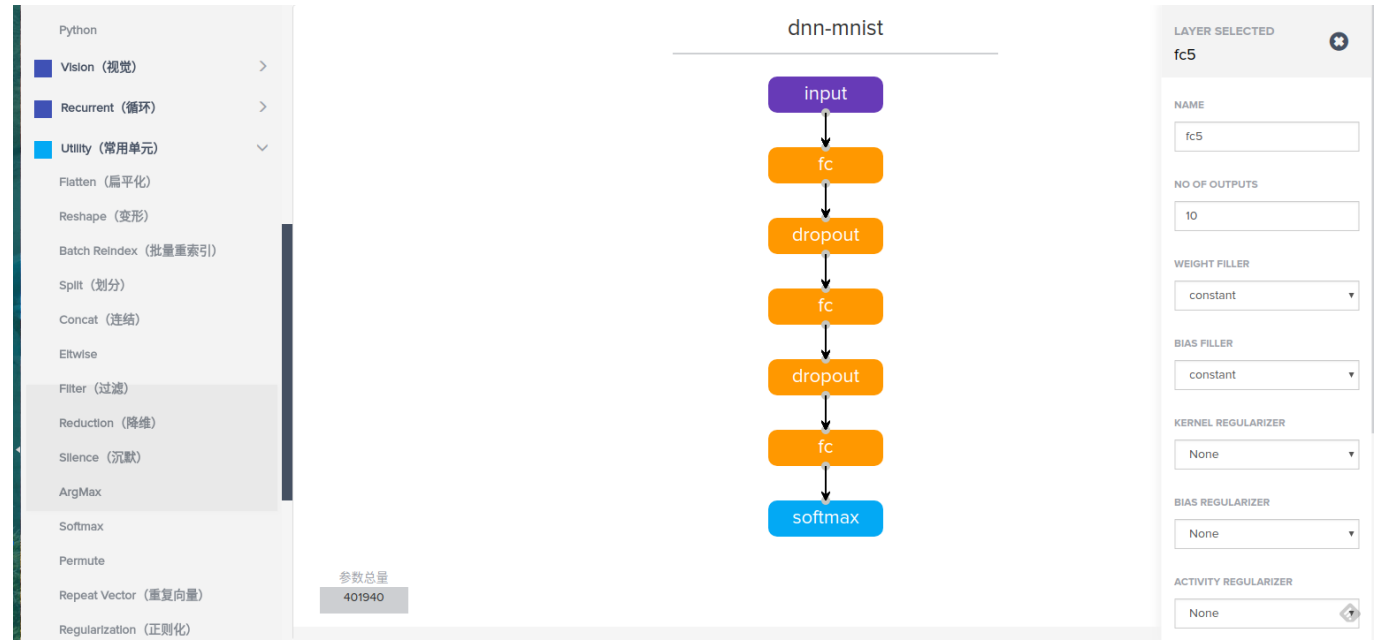 Python
Vision（视觉）
Recurrent（循环）
Utility（常用单元）
Flatten（扁平化）
Reshape（变形）
Batch Reindex（批量重索引）
Split（划分）
Concat（连结）
Eltwise
Filter（过滤）
Reduction（降维）
Silence（沉默）
ArgMax
Softmax
Permute
Repeat Vector（重复向量）
Regularization（正则化）
dnn-mnist
input
fc
dropout
fc
dropout
fc
softmax
参数总量
401940
LAYER SELECTED
fc5
NAME
fc5
NO OF OUTPUTS
10
WEIGHT FILLER
constant
BIAS FILLER
constant
KERNEL REGULARIZER
None
BIAS REGULARIZER
None
ACTIVITY REGULARIZER
None